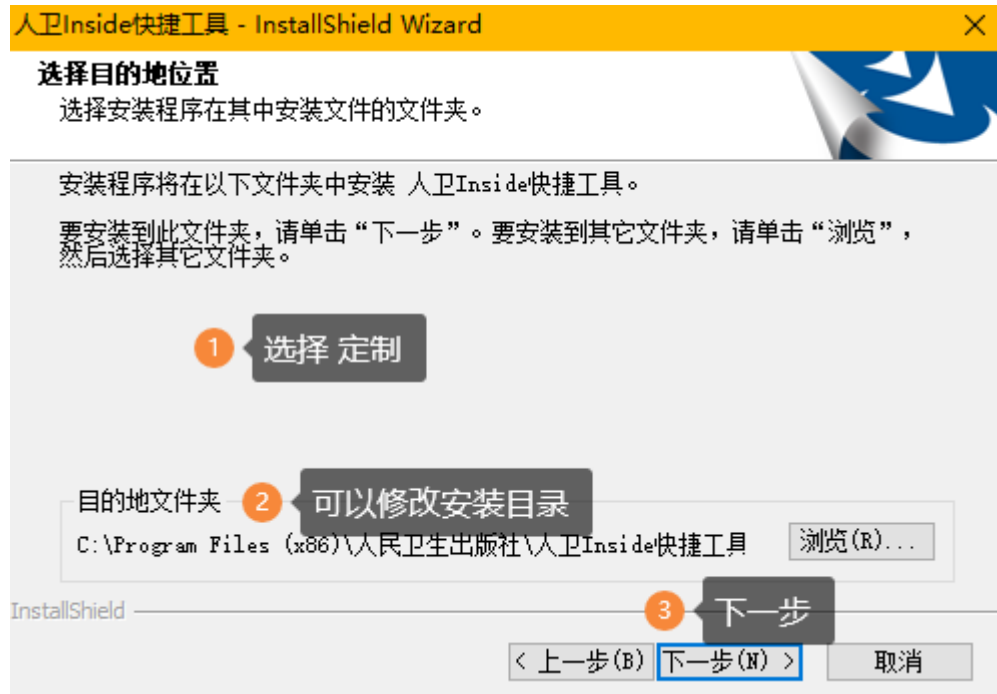 人卫Inside快捷工具 - InstallShield Wizard
选择目的地位置
选择安装程序在其中安装文件的文件夹。
安装程序将在以下文件夹中安装 人卫Inside快捷工具。
要安装到此文件夹，请单击“下一步”。要安装到其它文件夹，请单击“浏览”，
然后选择其它文件夹。
1 选择 定制
目的地文件夹 2 可以修改安装目录
C:\Program Files (x86)\人民卫生出版社\人卫Inside快捷工具 浏览(R)...
InstallShield 3 下一步
< 上一步(B) 下一步(N) > 取消